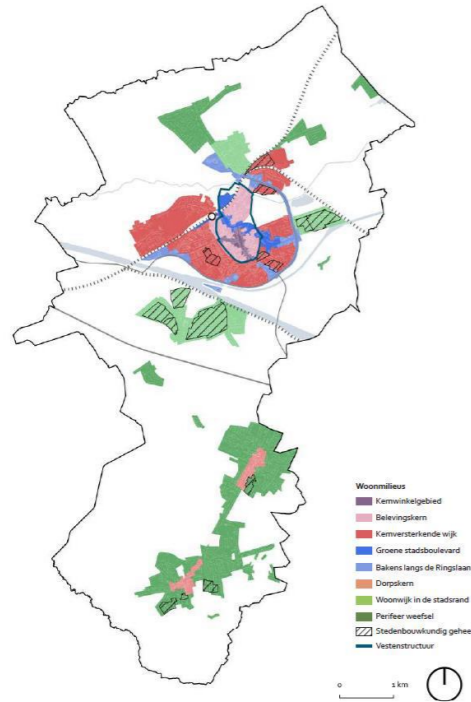 Woonmilieus
Kernwinkelgebied
Belevingskern
Kernversterkende wijk
Groene stadsboulevard
Bakens langs de Ringslaan
Dorpskern
Woonwijk in de stadsrand
Perifeer weefsel
Stedenbouwkundig gehee
Vestenstructuur
0 1 km